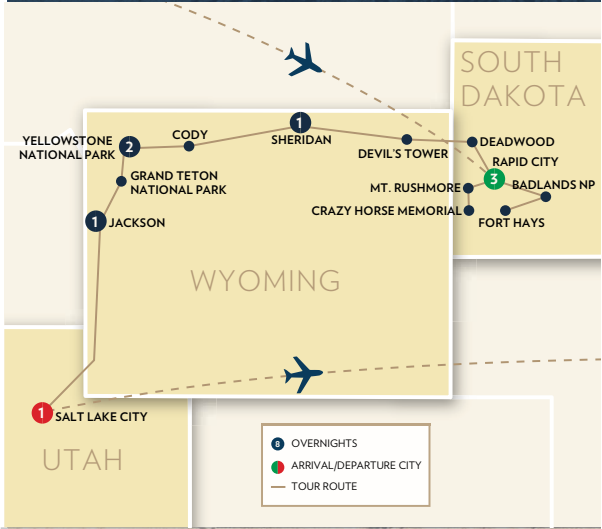 SOUTH
DAKOTA
1
SHERIDAN
CODY
YELLOWSTONE
NATIONAL PARK
2
DEVIL'S TOWER
DEADWOOD
RAPID CITY
3
BADLANDS NP
MT. RUSHMORE
CRAZY HORSE MEMORIAL
FORT HAYS
GRAND TETON
NATIONAL PARK
1
JACKSON
WYOMING
1
SALT LAKE CITY
UTAH
8 OVERNIGHTS
ARRIVAL/DEPARTURE CITY
TOUR ROUTE